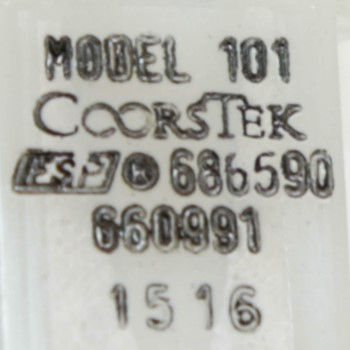 MODEL 101
COORSTEK
ESP K 686590
660991
1516